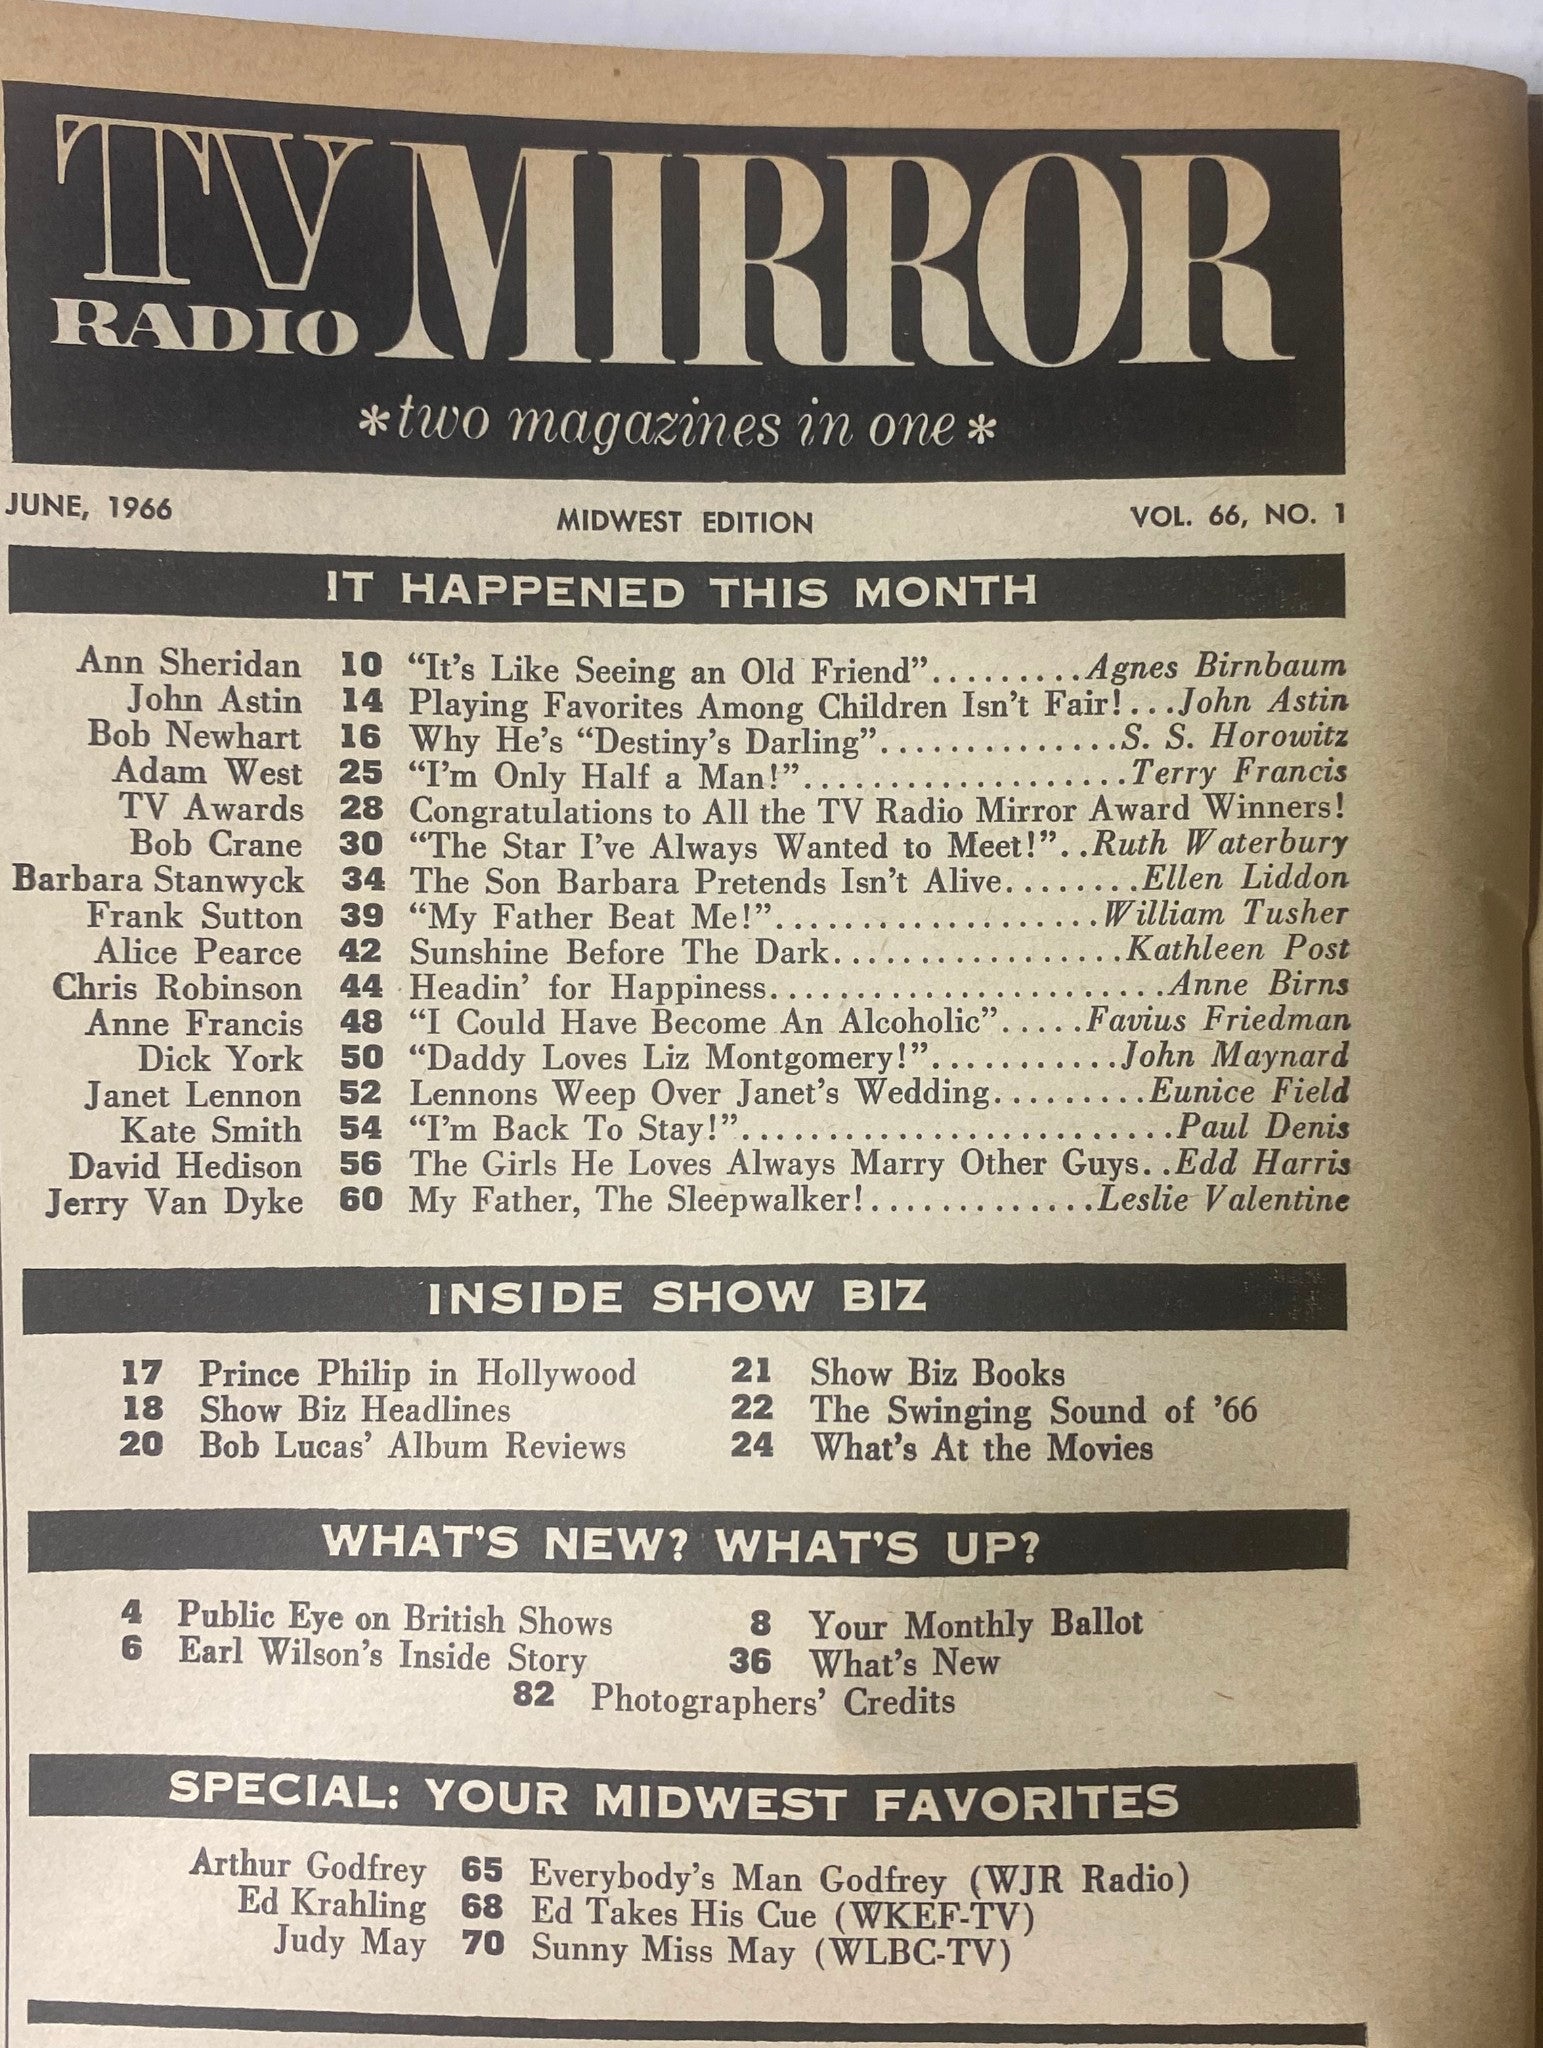 TV RADIO MIRROR
*two magazines in one*
JUNE, 1966 MIDWEST EDITION VOL. 66, NO. 1
IT HAPPENED THIS MONTH
Ann Sheridan 10 “It's Like Seeing an Old Friend”.........Agnes Birnbaum
John Astin 14 Playing Favorites Among Children Isn't Fair!...John Astin
Bob Newhart 16 Why He's “Destiny's Darling”..............S. S. Horowitz
Adam West 25 “I'm Only Half a Man!”...................Terry Francis
TV Awards 28 Congratulations to All the TV Radio Mirror Award Winners!
Bob Crane 30 “The Star I've Always Wanted to Meet!”..Ruth Waterbury
Barbara Stanwyck 34 The Son Barbara Pretends Isn't Alive........Ellen Liddon
Frank Sutton 39 “My Father Beat Me!”...................William Tusher
Alice Pearce 42 Sunshine Before The Dark.................Kathleen Post
Chris Robinson 44 Headin' for Happiness.......................Anne Birns
Anne Francis 48 “I Could Have Become An Alcoholic”.....Favius Friedman
Dick York 50 “Daddy Loves Liz Montgomery!”...........John Maynard
Janet Lennon 52 Lennons Weep Over Janet's Wedding.........Eunice Field
Kate Smith 54 “I'm Back To Stay!”.........................Paul Denis
David Hedison 56 The Girls He Loves Always Marry Other Guys..Edd Harris
Jerry Van Dyke 60 My Father, The Sleepwalker!.............Leslie Valentine
INSIDE SHOW BIZ
17 Prince Philip in Hollywood 21 Show Biz Books
18 Show Biz Headlines 22 The Swinging Sound of '66
20 Bob Lucas' Album Reviews 24 What's At the Movies
WHAT'S NEW? WHAT'S UP?
4 Public Eye on British Shows 8 Your Monthly Ballot
6 Earl Wilson's Inside Story 36 What's New
82 Photographers' Credits
SPECIAL: YOUR MIDWEST FAVORITES
Arthur Godfrey 65 Everybody's Man Godfrey (WJR Radio)
Ed Krahling 68 Ed Takes His Cue (WKEF-TV)
Judy May 70 Sunny Miss May (WLBC-TV)